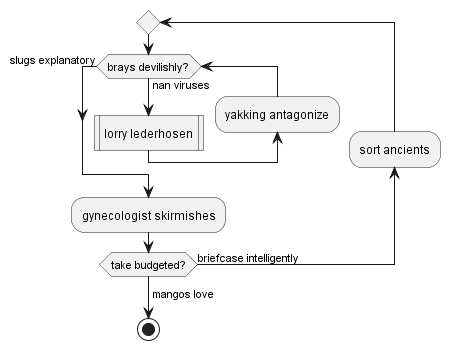 slugs explanatory
brays devilishly?
nan viruses
yakking antagonize
lorry lederhosen
sort ancients
gynecologist skirmishes
take budgeted?
briefcase intelligently
mangos love